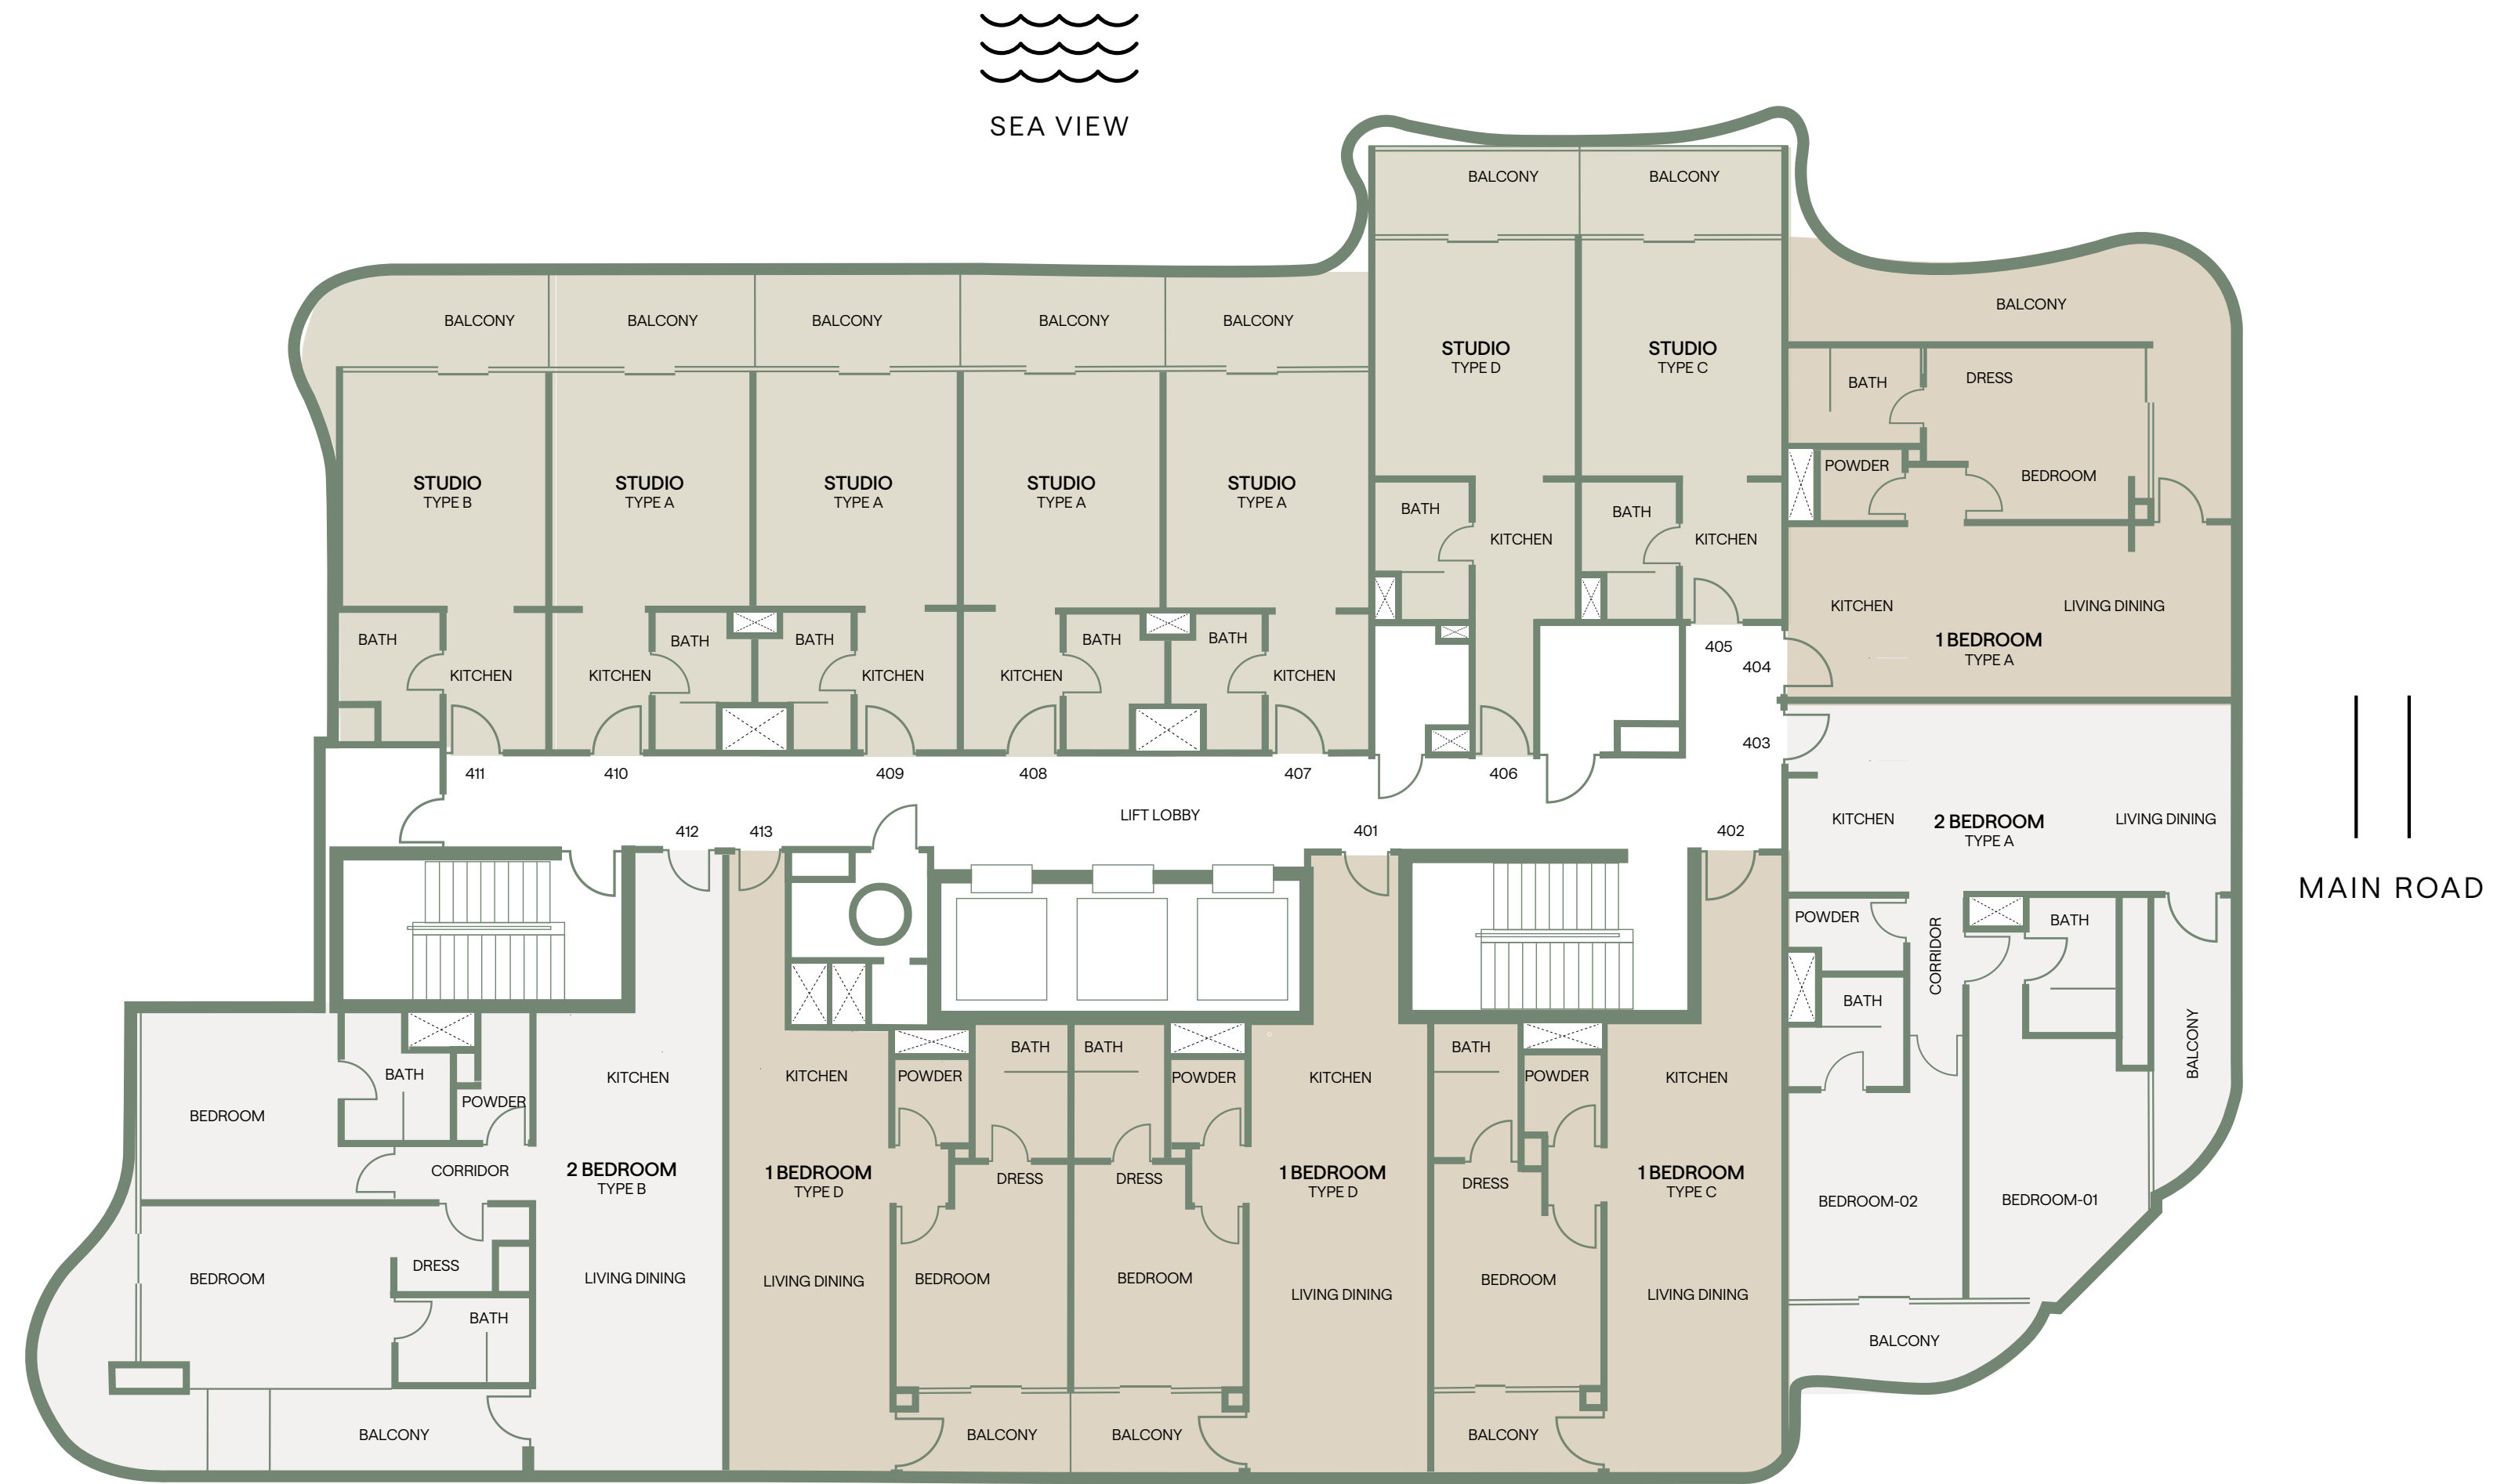 SEA VIEW
BALCONY
BALCONY
BALCONY
BALCONY
BALCONY
BALCONY
BALCONY
BALCONY
STUDIO
TYPE D
STUDIO
TYPE C
BATH
DRESS
POWDER
BEDROOM
STUDIO
TYPE B
STUDIO
TYPE A
STUDIO
TYPE A
STUDIO
TYPE A
STUDIO
TYPE A
BATH
KITCHEN
BATH
KITCHEN
KITCHEN
LIVING DINING
1 BEDROOM
TYPE A
BATH
KITCHEN
KITCHEN
BATH
BATH
KITCHEN
KITCHEN
BATH
BATH
KITCHEN
405
404
403
411
410
409
408
407
406
LIFT LOBBY
412
413
401
402
KITCHEN
2 BEDROOM
TYPE A
LIVING DINING
MAIN ROAD
POWDER
CORRIDOR
BATH
BATH
BALCONY
BEDROOM
BATH
POWDER
KITCHEN
KITCHEN
POWDER
BATH
BATH
POWDER
KITCHEN
BATH
POWDER
KITCHEN
CORRIDOR
2 BEDROOM
TYPE B
1 BEDROOM
TYPE D
DRESS
DRESS
1 BEDROOM
TYPE D
DRESS
1 BEDROOM
TYPE C
BEDROOM-02
BEDROOM-01
BEDROOM
DRESS
BATH
LIVING DINING
LIVING DINING
BEDROOM
BEDROOM
LIVING DINING
BEDROOM
LIVING DINING
BALCONY
BALCONY
BALCONY
BALCONY
BALCONY